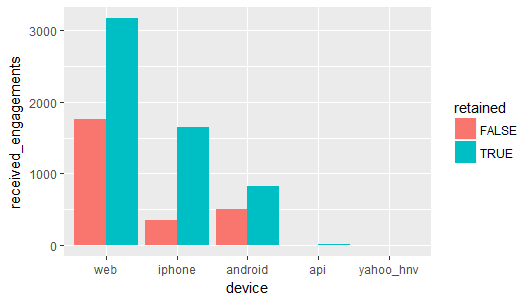 3000
2000
1000
0
received_engagements
web iphone android api yahoo_hnv
device
retained
FALSE
TRUE